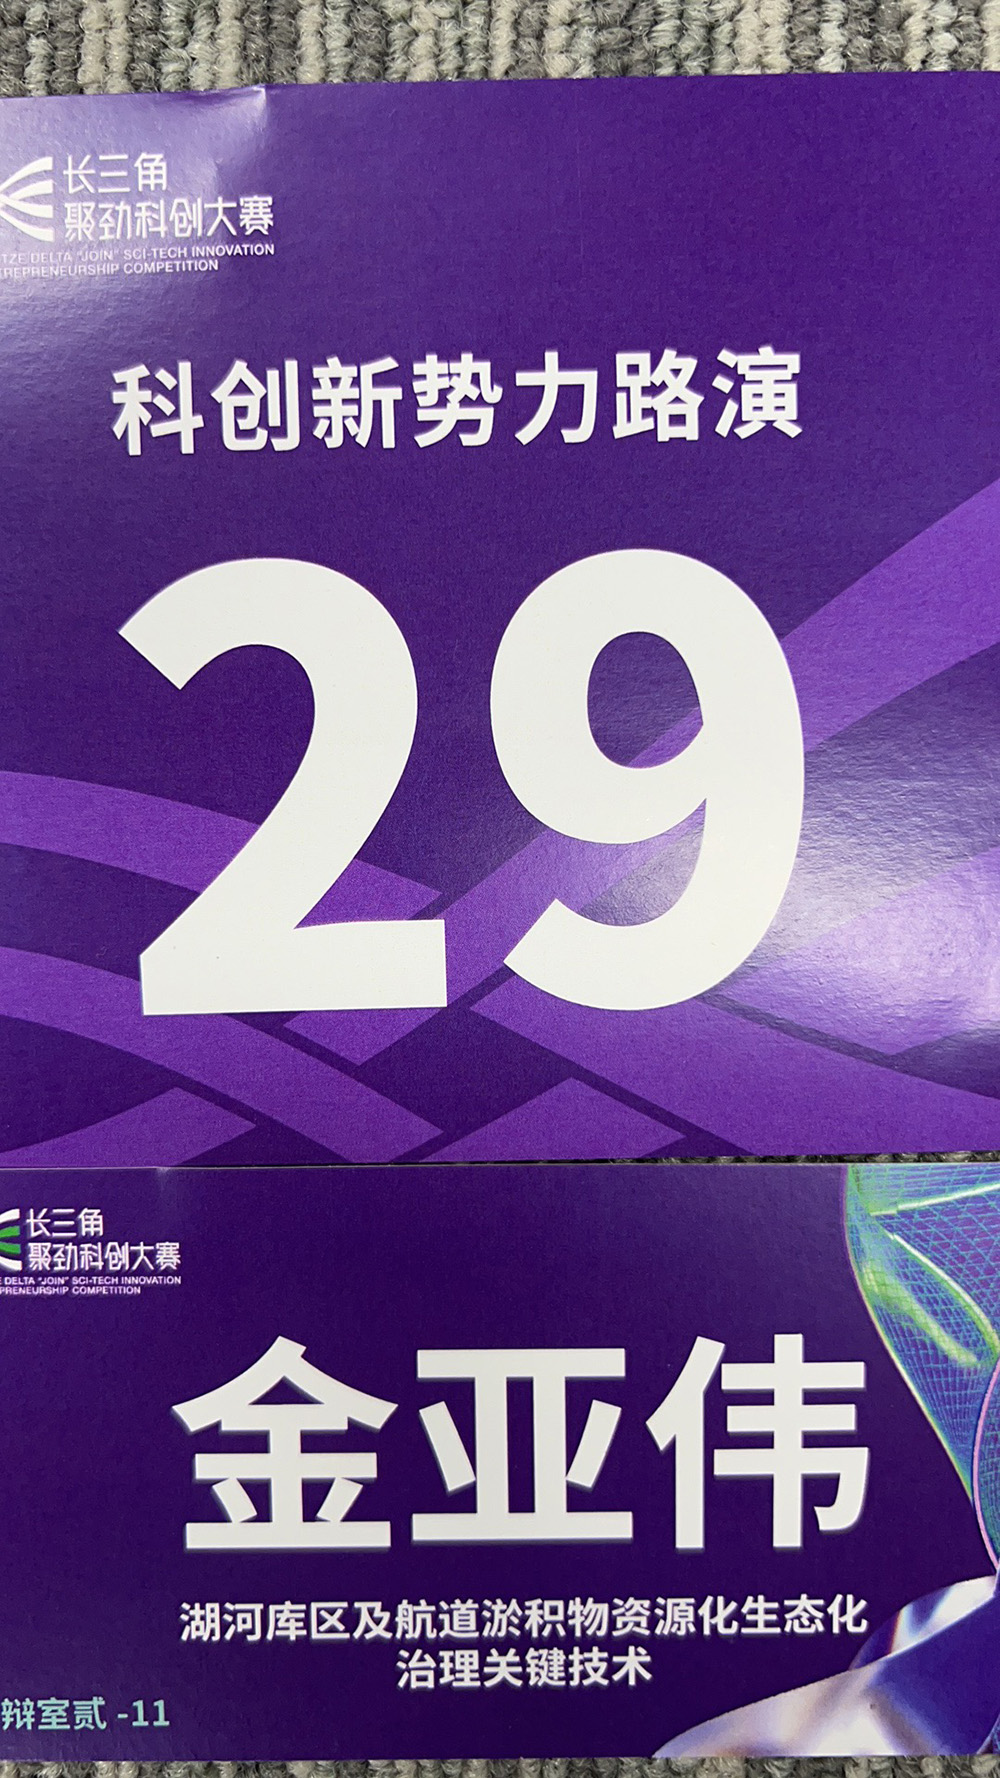 长三角
聚劲科创大赛
TZE DELTA "JOIN" SCI-TECH INNOVATION
REPRENEURSHIP COMPETITION
科创新势力路演
29
长三角
聚劲科创大赛
E DELTA "JOIN" SCI-TECH INNOVATION
PRENEURSHIP COMPETITION
金亚伟
湖河库区及航道淤积物资源化生态化
治理关键技术
辩室贰 -11